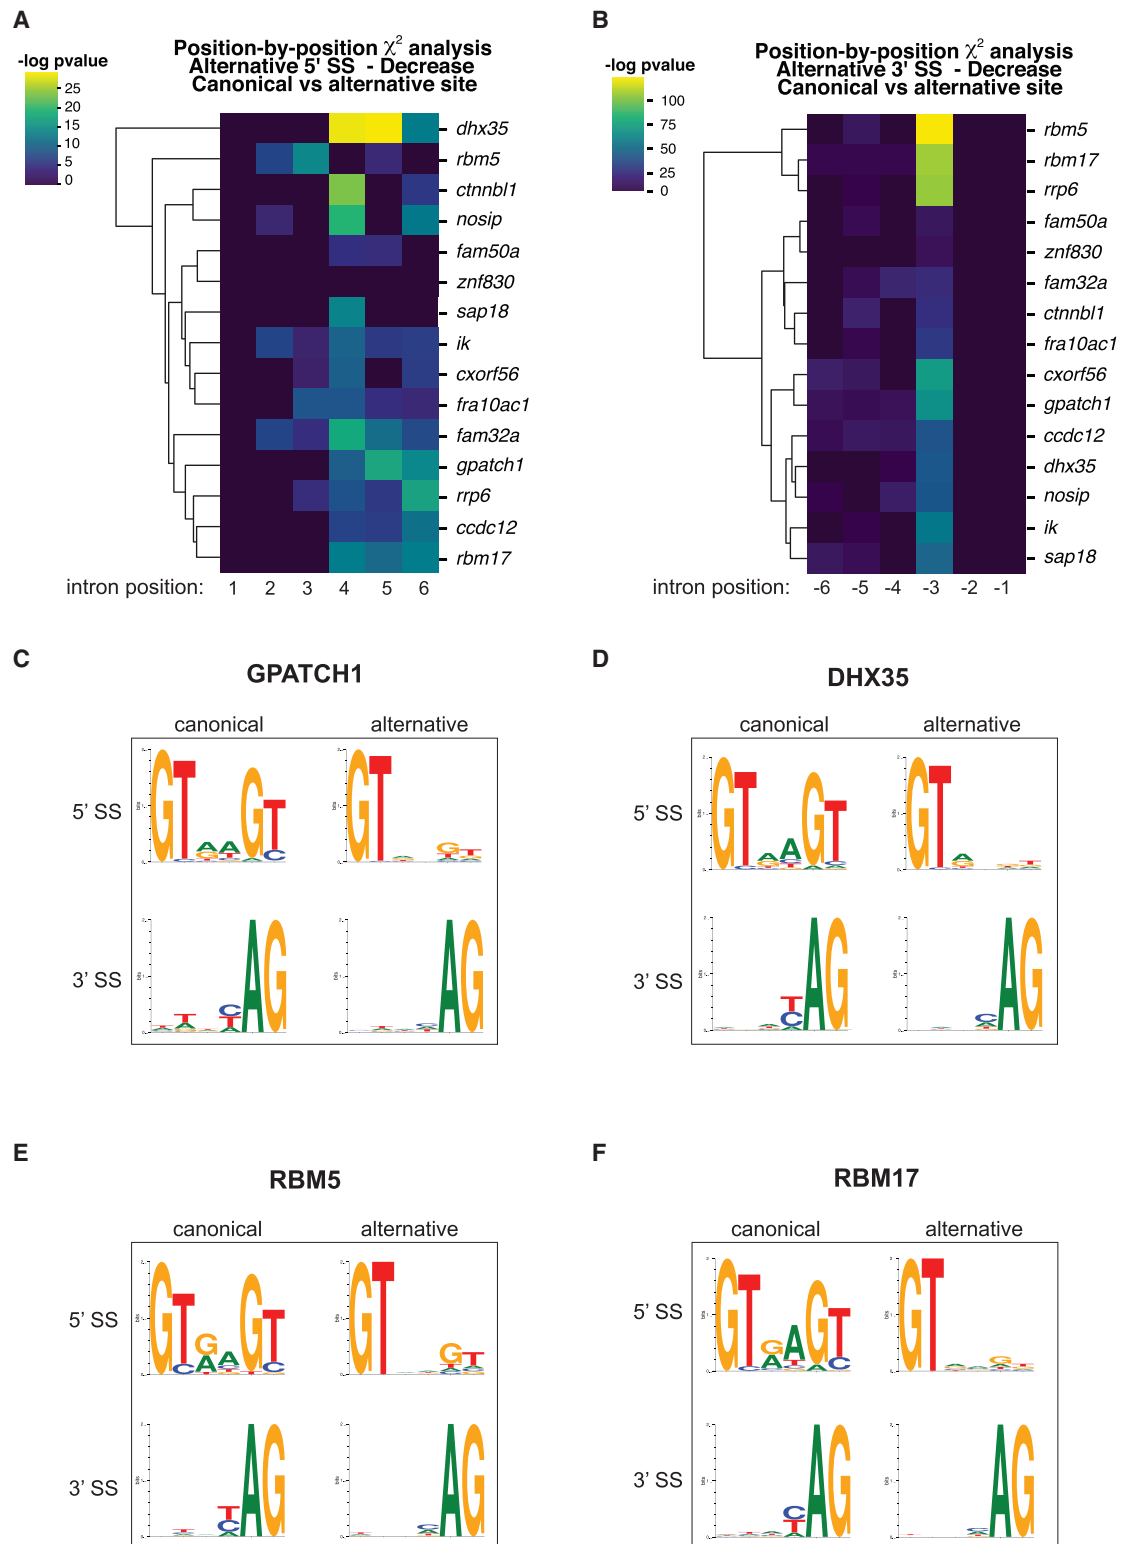 A
Position-by-position χ² analysis
Alternative 5' SS - Decrease
Canonical vs alternative site
-log pvalue
25
20
15
10
5
0
dhx35
rbm5
ctnnbl1
nosip
fam50a
znf830
sap18
ik
cxorf56
fra10ac1
fam32a
gpatch1
rrp6
ccdc12
rbm17
intron position: 1 2 3 4 5 6
B
Position-by-position χ² analysis
Alternative 3' SS - Decrease
Canonical vs alternative site
-log pvalue
100
75
50
25
0
rbm5
rbm17
rrp6
fam50a
znf830
fam32a
ctnnbl1
fra10ac1
cxorf56
gpatch1
ccdc12
dhx35
nosip
ik
sap18
intron position: -6 -5 -4 -3 -2 -1
C
GPATCH1
canonical alternative
5' SS
3' SS
D
DHX35
canonical alternative
5' SS
3' SS
E
RBM5
canonical alternative
5' SS
3' SS
F
RBM17
canonical alternative
5' SS
3' SS